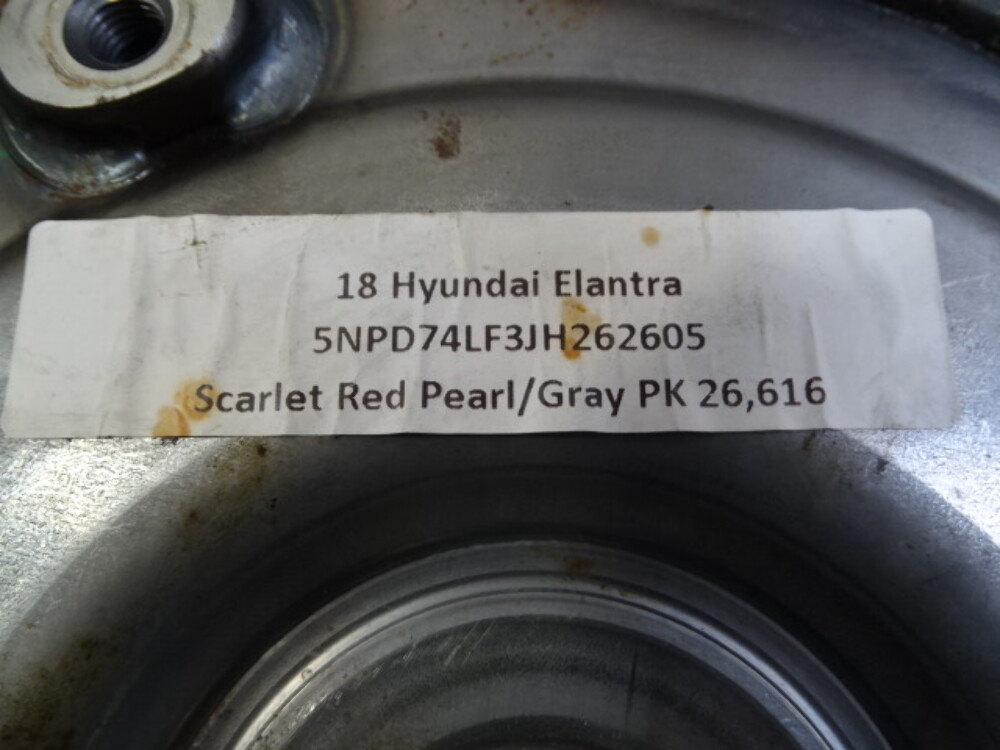 18 Hyundai Elantra
5NPD74LF3JH262605
Scarlet Red Pearl/Gray PK 26,616